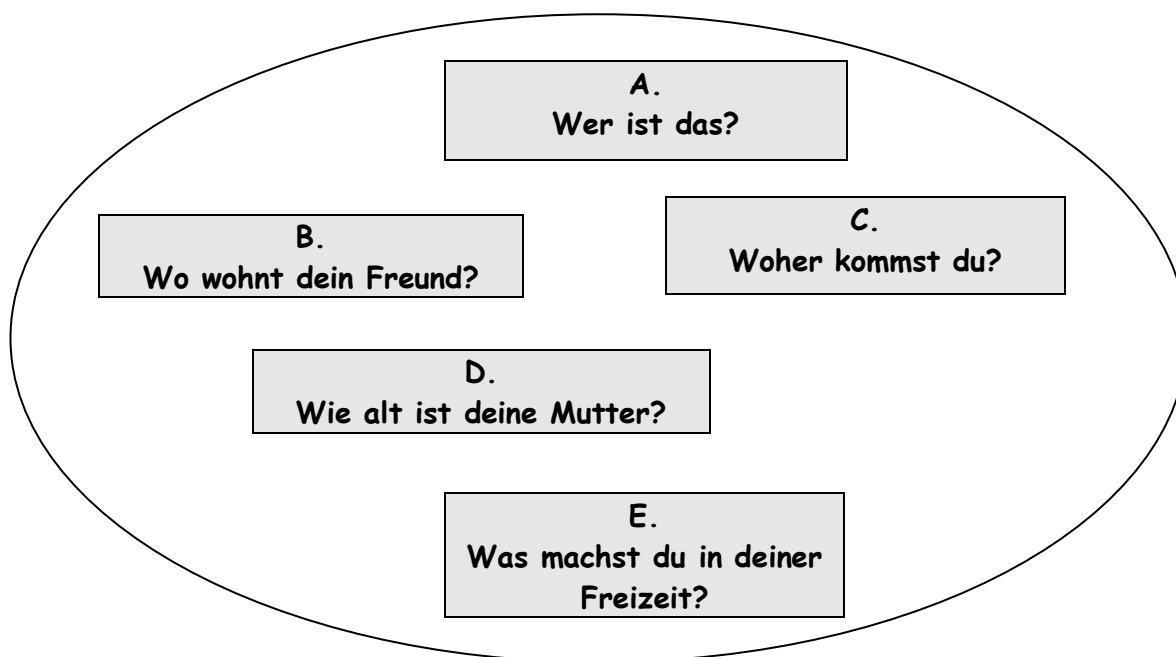 A.
Wer ist das?
B.
Wo wohnt dein Freund?
C.
Woher kommst du?
D.
Wie alt ist deine Mutter?
E.
Was machst du in deiner
Freizeit?